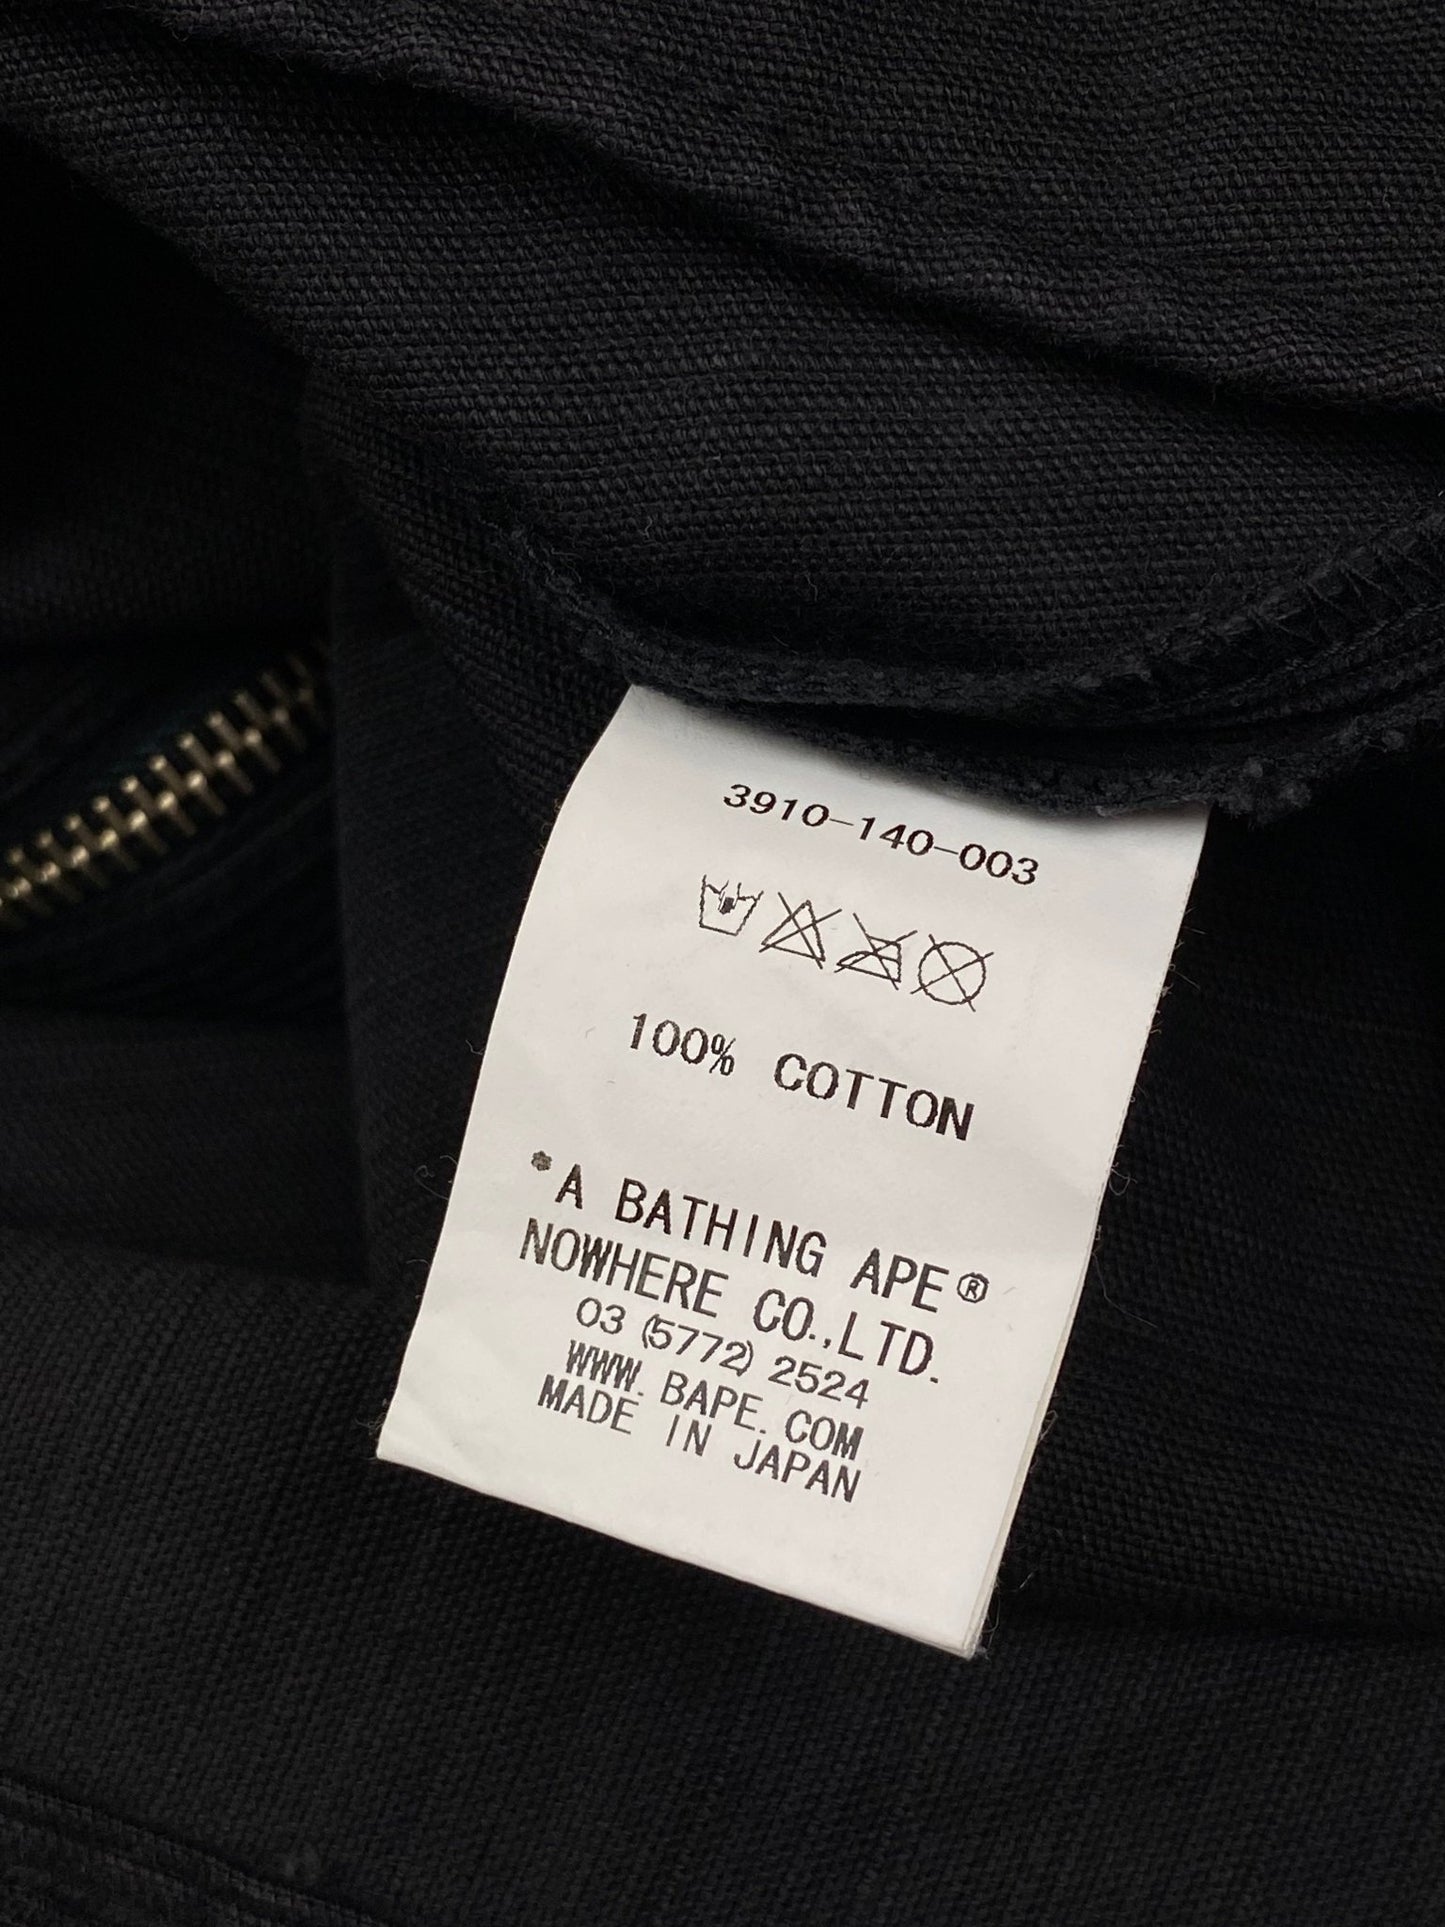 3910-140-003
100% COTTON
*A BATHING APE®
NOWHERE CO.,LTD.
03 (5772) 2524
WWW. BAPE. COM
MADE IN JAPAN